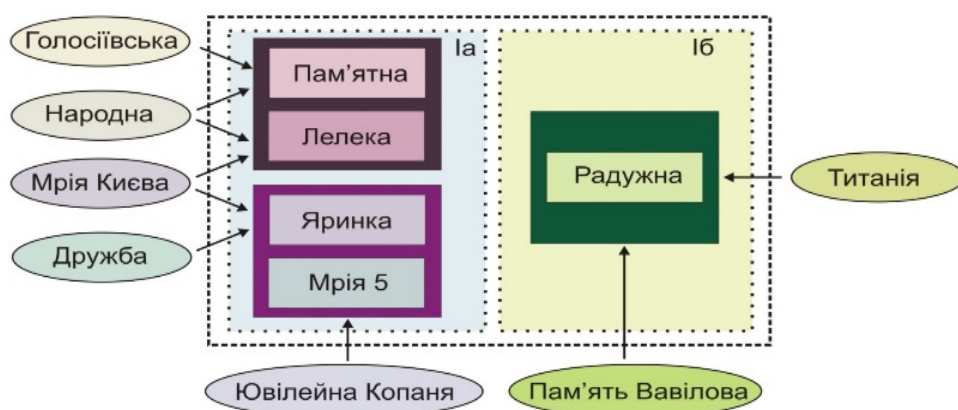 Голосіївська
Народна
Мрія Києва
Дружба
Іа
Пам’ятна
Лелека
Яринка
Мрія 5
Іб
Радужна
Титанія
Ювілейна Копаня
Пам’ять Вавілова